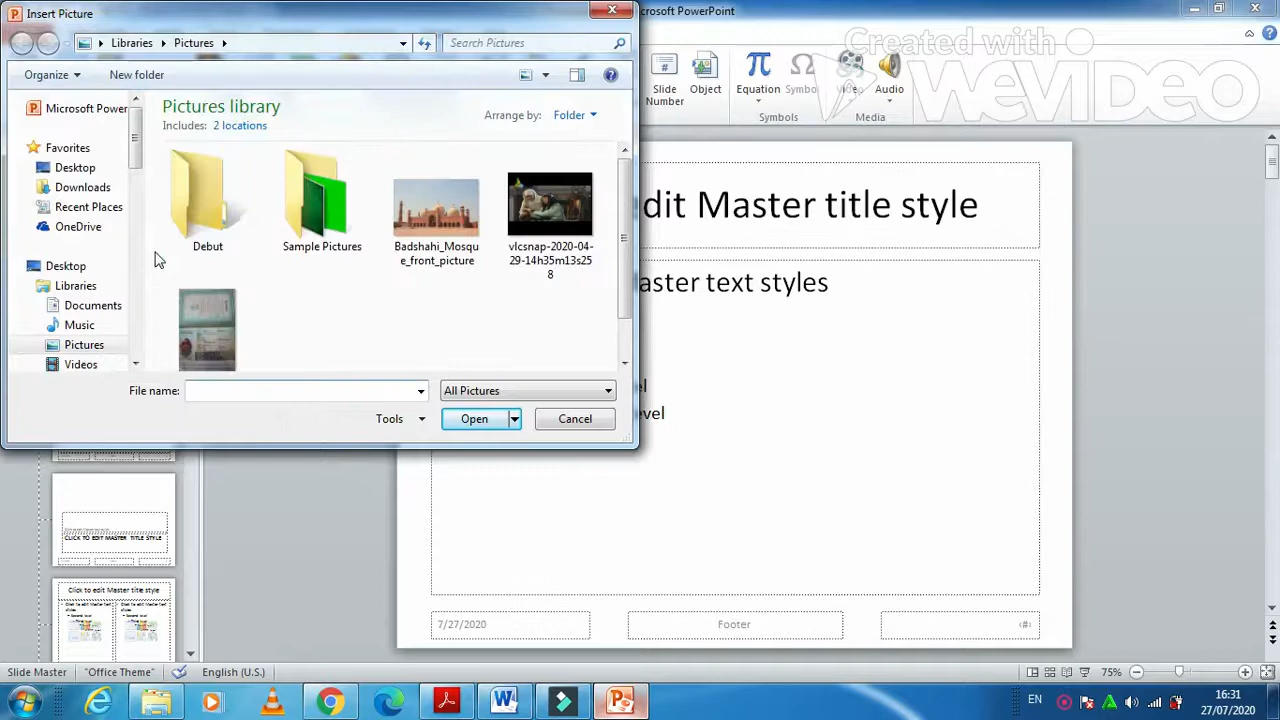 Insert Picture
Microsoft PowerPoint
Libraries
Pictures
Search Pictures
Created with
WEVIDEO
Organize
New folder
Slide
Number
Object
Equation
Symbol
Video
Audio
Symbols
Media
Microsoft Power
Pictures library
Includes: 2 locations
Arrange by:
Folder
Favorites
Desktop
Downloads
Recent Places
OneDrive
Desktop
Libraries
Documents
Music
Pictures
Videos
Debut
Sample Pictures
Badshahi_Mosqu
e_front_picture
vlcsnap-2020-04-
29-14h35m13s25
8
File name:
All Pictures
Tools
Open
Cancel
dit Master title style
aster text styles
el
evel
7/27/2020
Footer
‹#›
CLICK TO EDIT MASTER TITLE STYLE
Click to edit Master title style
Slide Master
"Office Theme"
English (U.S.)
75%
EN
16:31
27/07/2020